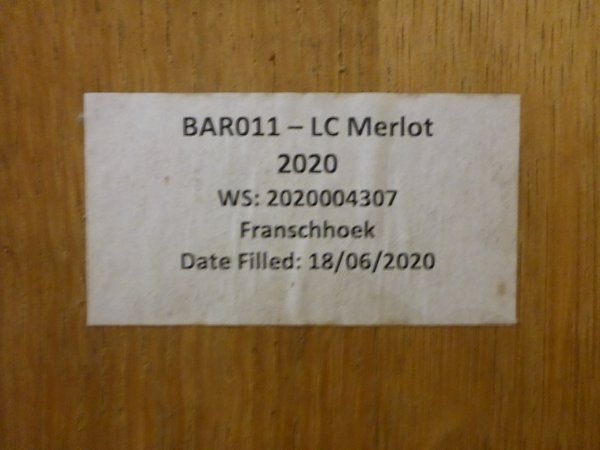 BAR011 – LC Merlot
2020
WS: 2020004307
Franschhoek
Date Filled: 18/06/2020